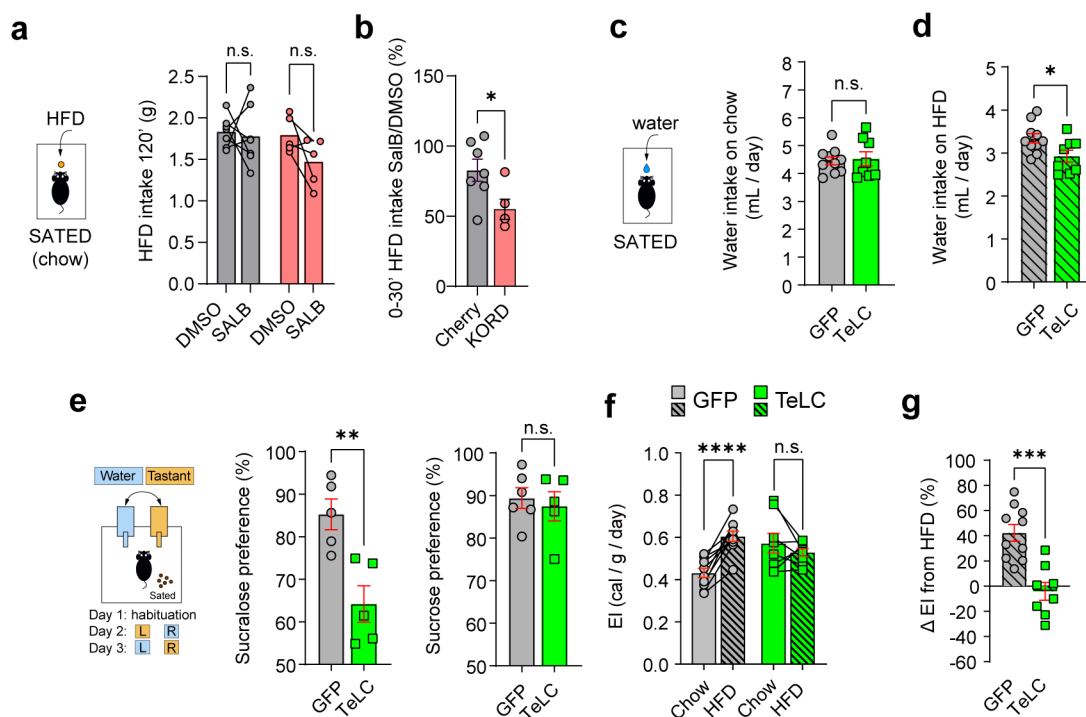 a
HFD
SATED
(chow)
HFD intake 120' (g)
2.5
2.0
1.5
1.0
0.5
0.0
n.s.
n.s.
DMSO
SALB
DMSO
SALB
b
0-30' HFD intake SalB/DMSO (%)
150
100
50
0
*
Cherry
KORD
c
water
SATED
Water intake on chow
(mL / day)
8
7
6
5
4
3
2
1
0
n.s.
GFP
TeLC
d
Water intake on HFD
(mL / day)
5
4
3
2
1
0
*
GFP
TeLC
e
Water
Tastant
Sated
Day 1: habituation
Day 2: L R
Day 3: L R
Sucralose preference (%)
100
90
80
70
60
50
**
GFP
TeLC
Sucrose preference (%)
100
90
80
70
60
50
n.s.
GFP
TeLC
f
GFP
TeLC
EI (cal / g / day)
1.0
0.8
0.6
0.4
0.2
0.0
****
n.s.
Chow
HFD
Chow
HFD
g
Δ EI from HFD (%)
100
80
60
40
20
0
-20
-40
-60
***
GFP
TeLC